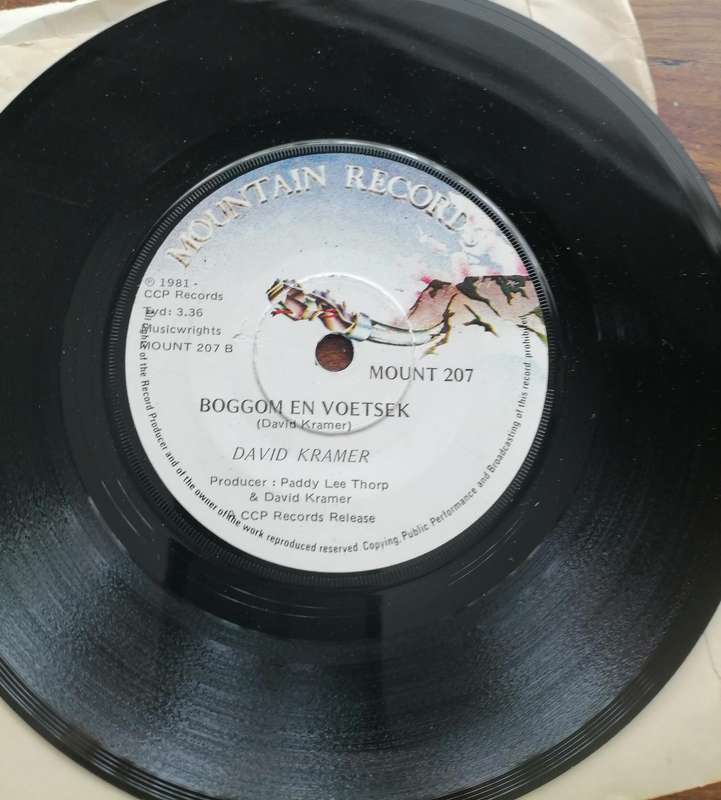 MOUNTAIN RECORDS
℗ 1981 -
CCP Records
Tyd: 3.36
Musicwrights
MOUNT 207 B
MOUNT 207
BOGGOM EN VOETSEK
(David Kramer)
DAVID KRAMER
Producer : Paddy Lee Thorp
& David Kramer
A CCP Records Release
All rights of the Record Producer and of the owner of the work reproduced reserved. Copying, Public Performance and Broadcasting of this record prohibited